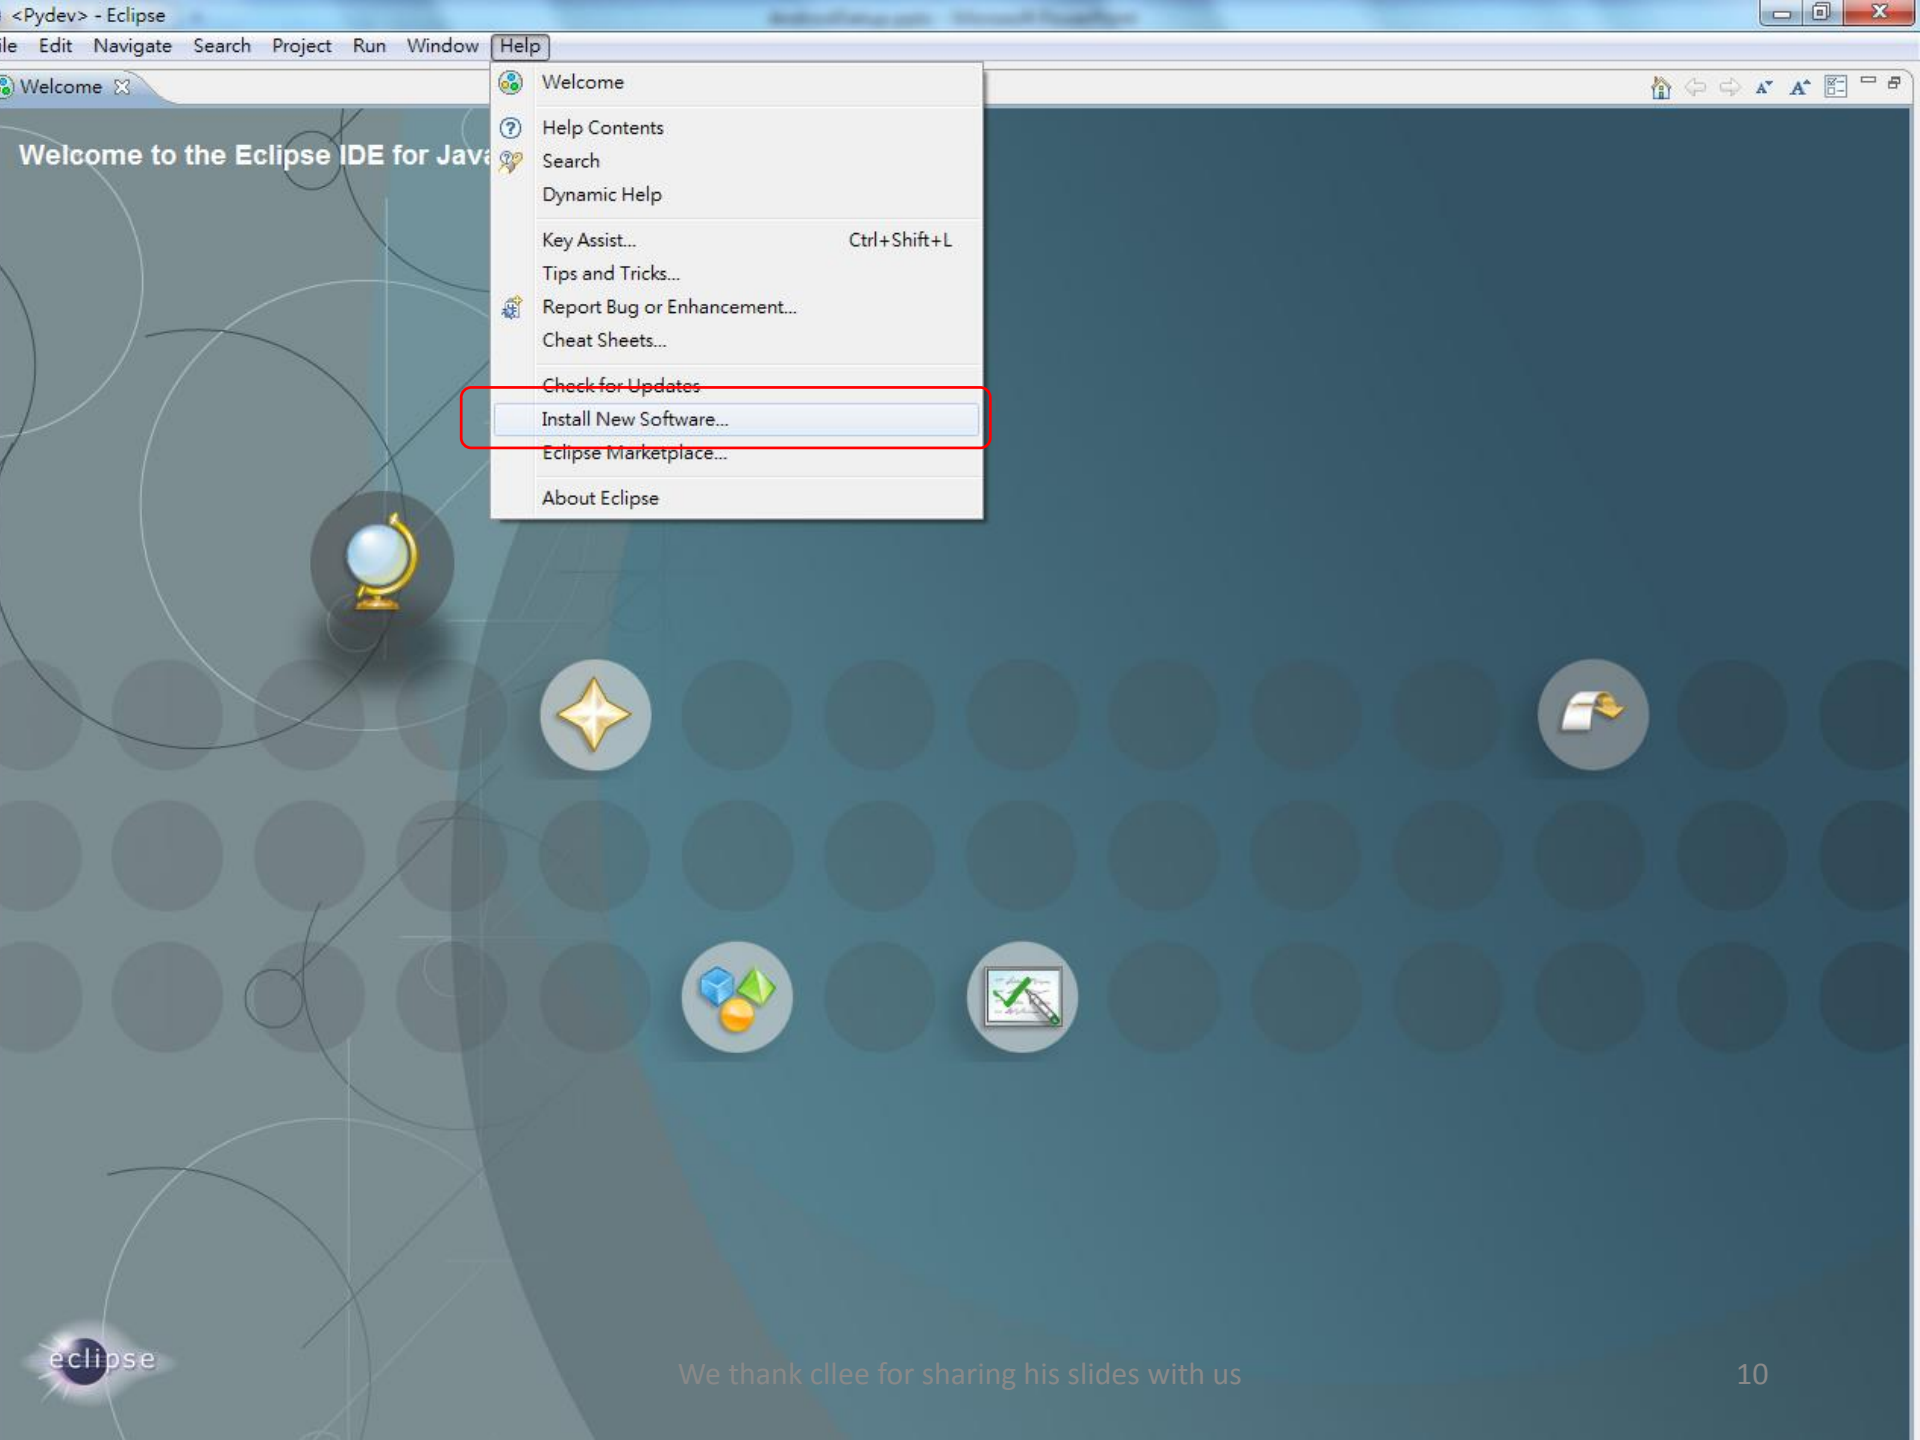 <Pydev> - Eclipse
ile Edit Navigate Search Project Run Window Help
Welcome
Welcome to the Eclipse IDE for Java
Welcome
Help Contents
Search
Dynamic Help
Key Assist... Ctrl+Shift+L
Tips and Tricks...
Report Bug or Enhancement...
Cheat Sheets...
Check for Updates
Install New Software...
Eclipse Marketplace...
About Eclipse
eclipse
We thank cllee for sharing his slides with us
10